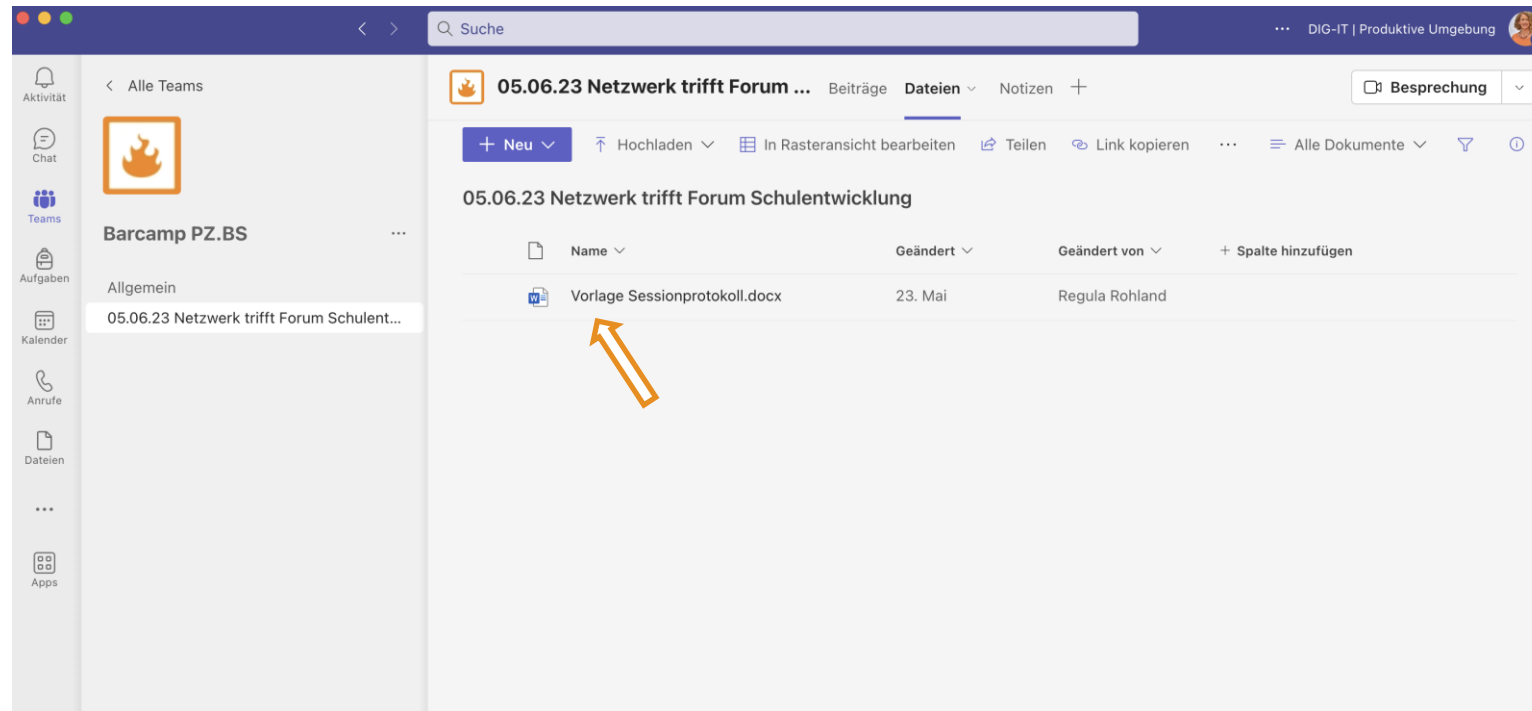 Suche
DIG-IT | Produktive Umgebung
Aktivität
Chat
Teams
Aufgaben
Kalender
Anrufe
Dateien
Apps
Alle Teams
Barcamp PZ.BS
Allgemein
05.06.23 Netzwerk trifft Forum Schulent...
05.06.23 Netzwerk trifft Forum ... Beiträge Dateien Notizen
Besprechung
Neu Hochladen In Rasteransicht bearbeiten Teilen Link kopieren ... Alle Dokumente
05.06.23 Netzwerk trifft Forum Schulentwicklung
Name Geändert Geändert von + Spalte hinzufügen
Vorlage Sessionprotokoll.docx 23. Mai Regula Rohland